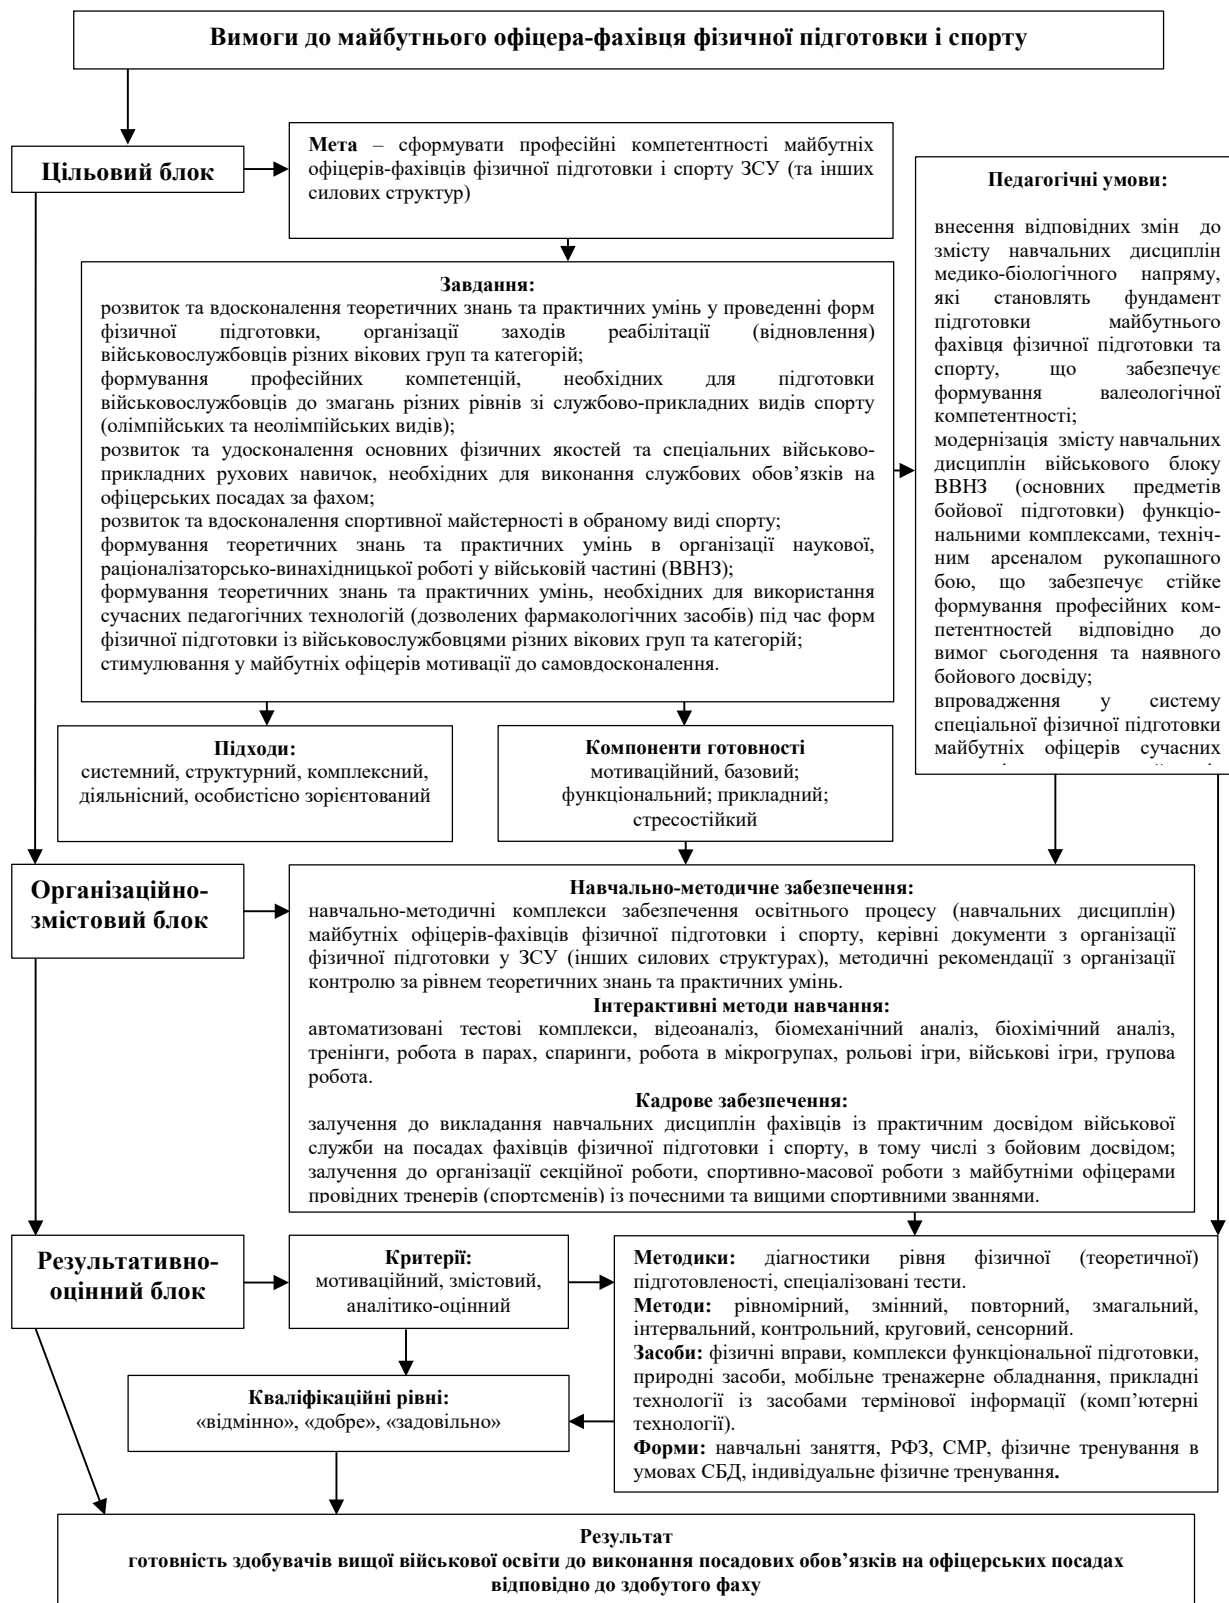 Вимоги до майбутнього офіцера-фахівця фізичної підготовки і спорту
Цільовий блок
Мета – сформувати професійні компетентності майбутніх
офіцерів-фахівців фізичної підготовки і спорту ЗСУ (та інших
силових структур)
Завдання:
розвиток та вдосконалення теоретичних знань та практичних умінь у проведенні форм
фізичної підготовки, організації заходів реабілітації (відновлення)
військовослужбовців різних вікових груп та категорій;
формування професійних компетенцій, необхідних для підготовки
військовослужбовців до змагань різних рівнів зі службово-прикладних видів спорту
(олімпійських та неолімпійських видів);
розвиток та удосконалення основних фізичних якостей та спеціальних військово-
прикладних рухових навичок, необхідних для виконання службових обов’язків на
офіцерських посадах за фахом;
розвиток та вдосконалення спортивної майстерності в обраному виді спорту;
формування теоретичних знань та практичних умінь в організації наукової,
раціоналізаторсько-винахідницької роботі у військовій частині (ВВНЗ);
формування теоретичних знань та практичних умінь, необхідних для використання
сучасних педагогічних технологій (дозволених фармакологічних засобів) під час форм
фізичної підготовки із військовослужбовцями різних вікових груп та категорій;
стимулювання у майбутніх офіцерів мотивації до самовдосконалення.
Педагогічні умови:
внесення відповідних змін до
змісту навчальних дисциплін
медико-біологічного напряму,
які становлять фундамент
підготовки майбутнього
фахівця фізичної підготовки та
спорту, що забезпечує
формування валеологічної
компетентності;
модернізація змісту навчальних
дисциплін військового блоку
ВВНЗ (основних предметів
бойової підготовки) функціо-
нальними комплексами, техніч-
ним арсеналом рукопашного
бою, що забезпечує стійке
формування професійних ком-
петентностей відповідно до
вимог сьогодення та наявного
бойового досвіду;
впровадження у систему
спеціальної фізичної підготовки
майбутніх офіцерів сучасних
Підходи:
системний, структурний, комплексний,
діяльнісний, особистісно зорієнтований
Компоненти готовності
мотиваційний, базовий;
функціональний; прикладний;
стресостійкий
Організаційно-
змістовий блок
Навчально-методичне забезпечення:
навчально-методичні комплекси забезпечення освітнього процесу (навчальних дисциплін)
майбутніх офіцерів-фахівців фізичної підготовки і спорту, керівні документи з організації
фізичної підготовки у ЗСУ (інших силових структурах), методичні рекомендації з організації
контролю за рівнем теоретичних знань та практичних умінь.
Інтерактивні методи навчання:
автоматизовані тестові комплекси, відеоаналіз, біомеханічний аналіз, біохімічний аналіз,
тренінги, робота в парах, спаринги, робота в мікрогрупах, рольові ігри, військові ігри, групова
робота.
Кадрове забезпечення:
залучення до викладання навчальних дисциплін фахівців із практичним досвідом військової
служби на посадах фахівців фізичної підготовки і спорту, в тому числі з бойовим досвідом;
залучення до організації секційної роботи, спортивно-масової роботи з майбутніми офіцерами
провідних тренерів (спортсменів) із почесними та вищими спортивними званнями.
Результативно-
оцінний блок
Критерії:
мотиваційний, змістовий,
аналітико-оцінний
Методики: діагностики рівня фізичної (теоретичної)
підготовленості, спеціалізовані тести.
Методи: рівномірний, змінний, повторний, змагальний,
інтервальний, контрольний, круговий, сенсорний.
Засоби: фізичні вправи, комплекси функціональної підготовки,
природні засоби, мобільне тренажерне обладнання, прикладні
технології із засобами термінової інформації (комп’ютерні
технології).
Форми: навчальні заняття, РФЗ, СМР, фізичне тренування в
умовах СБД, індивідуальне фізичне тренування.
Кваліфікаційні рівні:
«відмінно», «добре», «задовільно»
Результат
готовність здобувачів вищої військової освіти до виконання посадових обов’язків на офіцерських посадах
відповідно до здобутого фаху